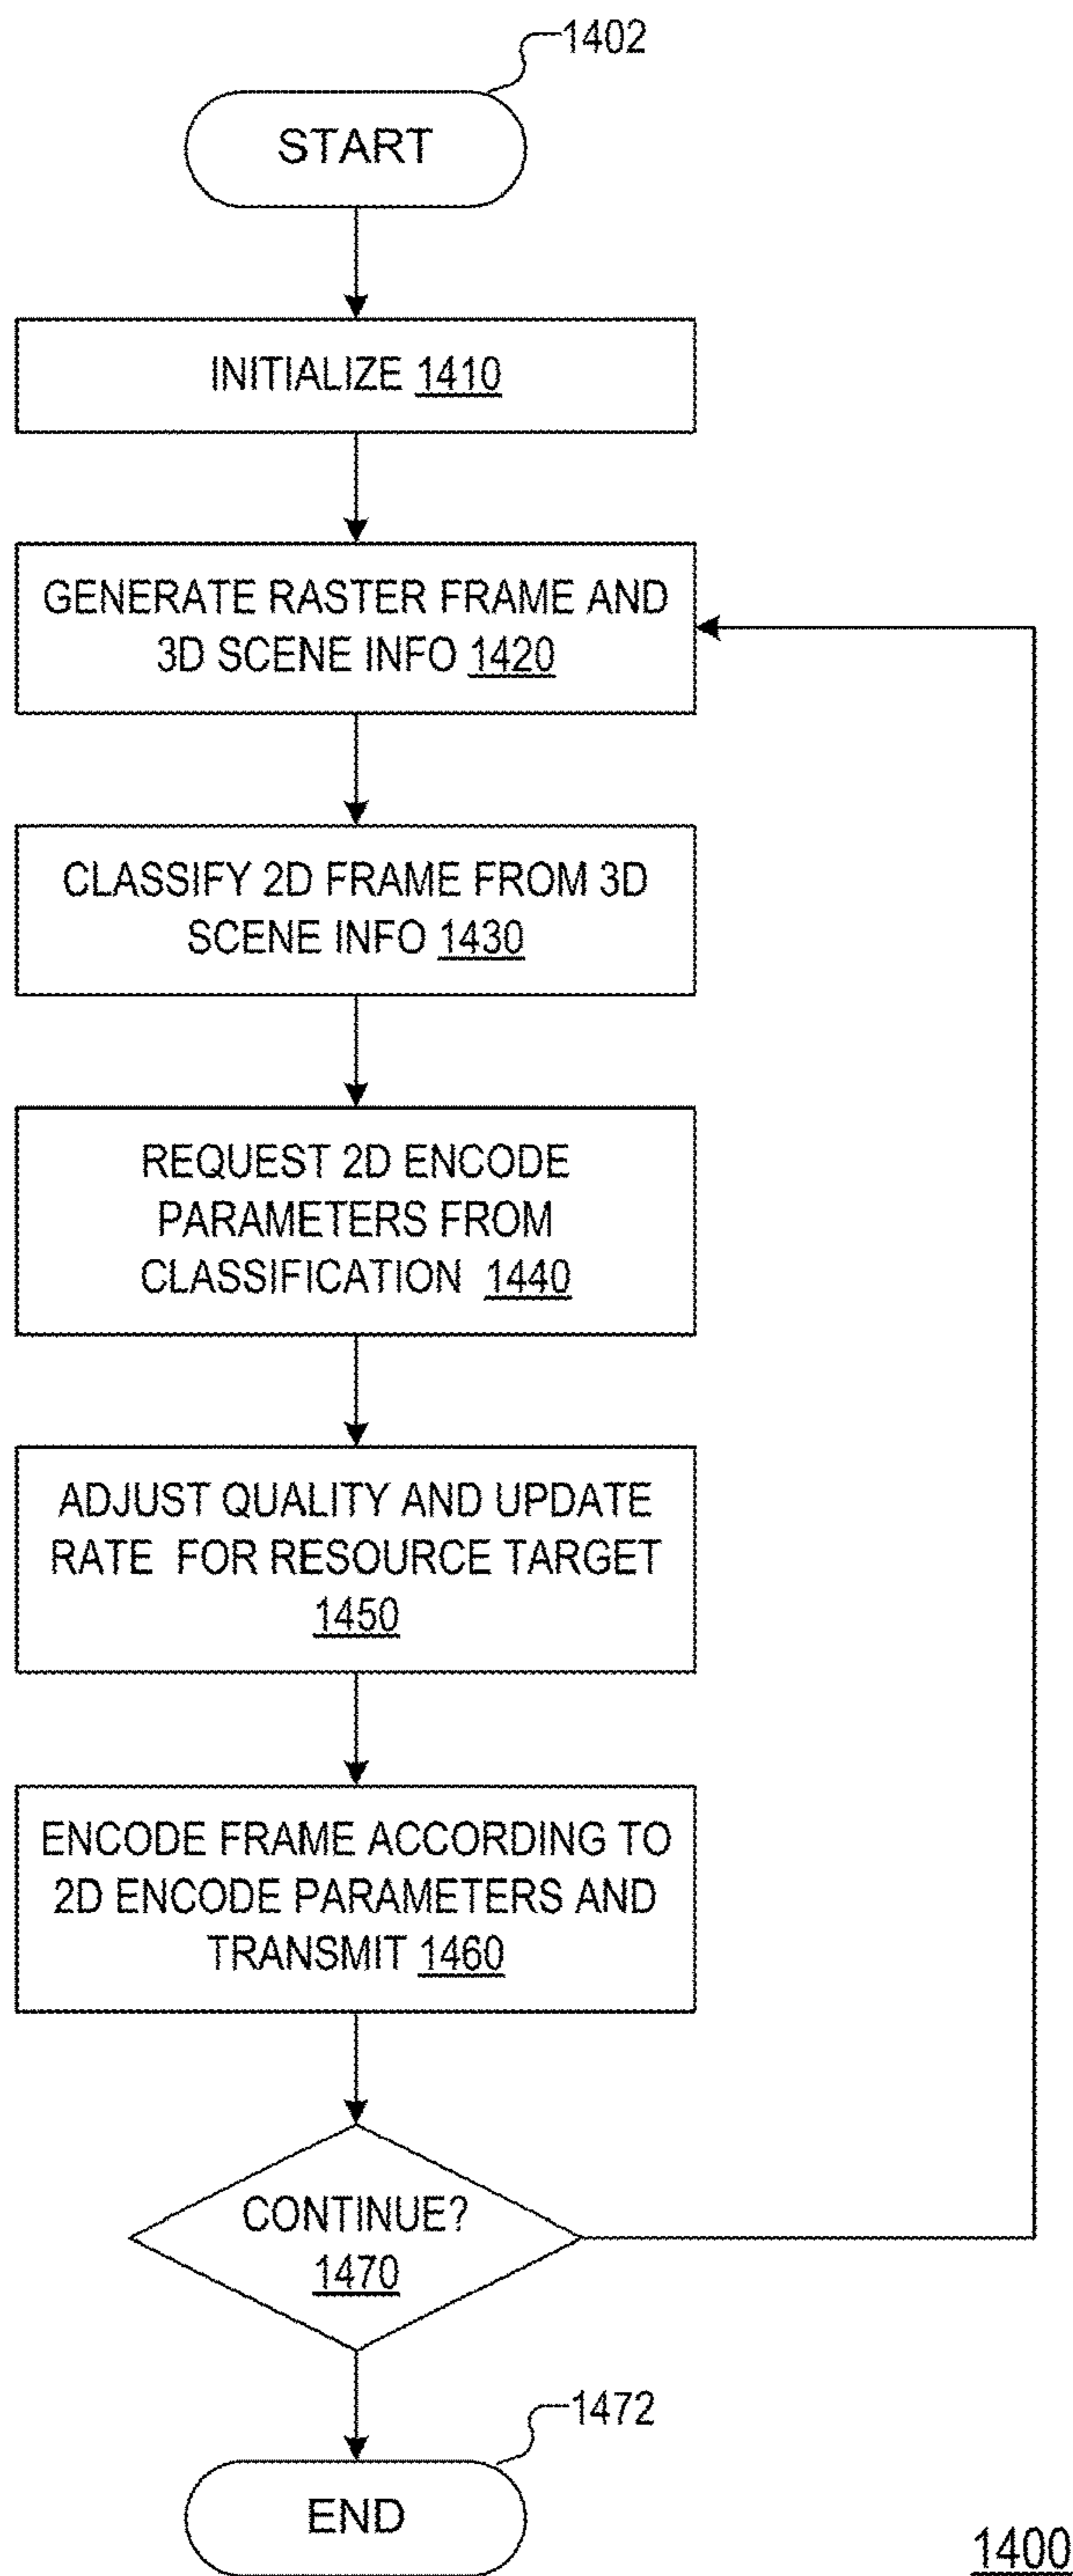 1402
START
INITIALIZE 1410
GENERATE RASTER FRAME AND
3D SCENE INFO 1420
CLASSIFY 2D FRAME FROM 3D
SCENE INFO 1430
REQUEST 2D ENCODE
PARAMETERS FROM
CLASSIFICATION 1440
ADJUST QUALITY AND UPDATE
RATE FOR RESOURCE TARGET
1450
ENCODE FRAME ACCORDING TO
2D ENCODE PARAMETERS AND
TRANSMIT 1460
CONTINUE?
1470
1472
END
1400